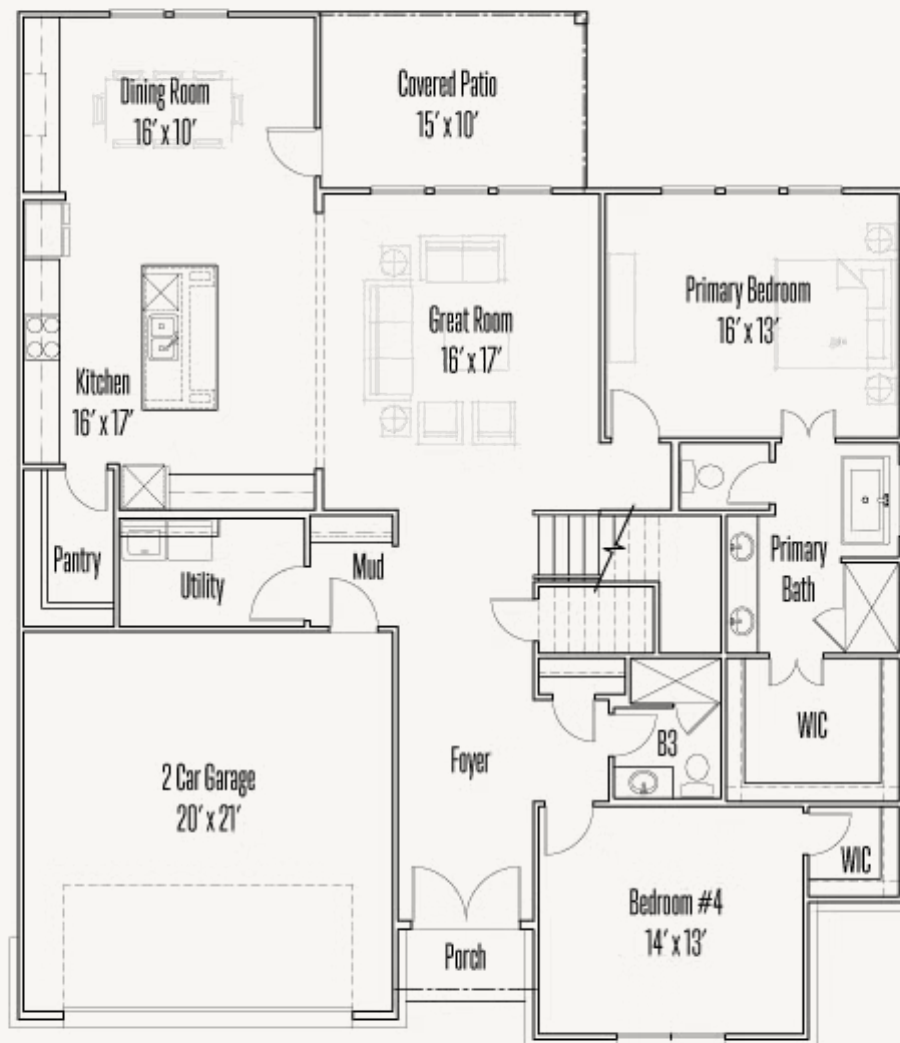 Dining Room
16' x 10'
Covered Patio
15' x 10'
Great Room
16' x 17'
Primary Bedroom
16' x 13'
Kitchen
16' x 17'
Pantry
Utility
Mud
Primary
Bath
WIC
2 Car Garage
20' x 21'
Foyer
B3
WIC
Bedroom #4
14' x 13'
Porch